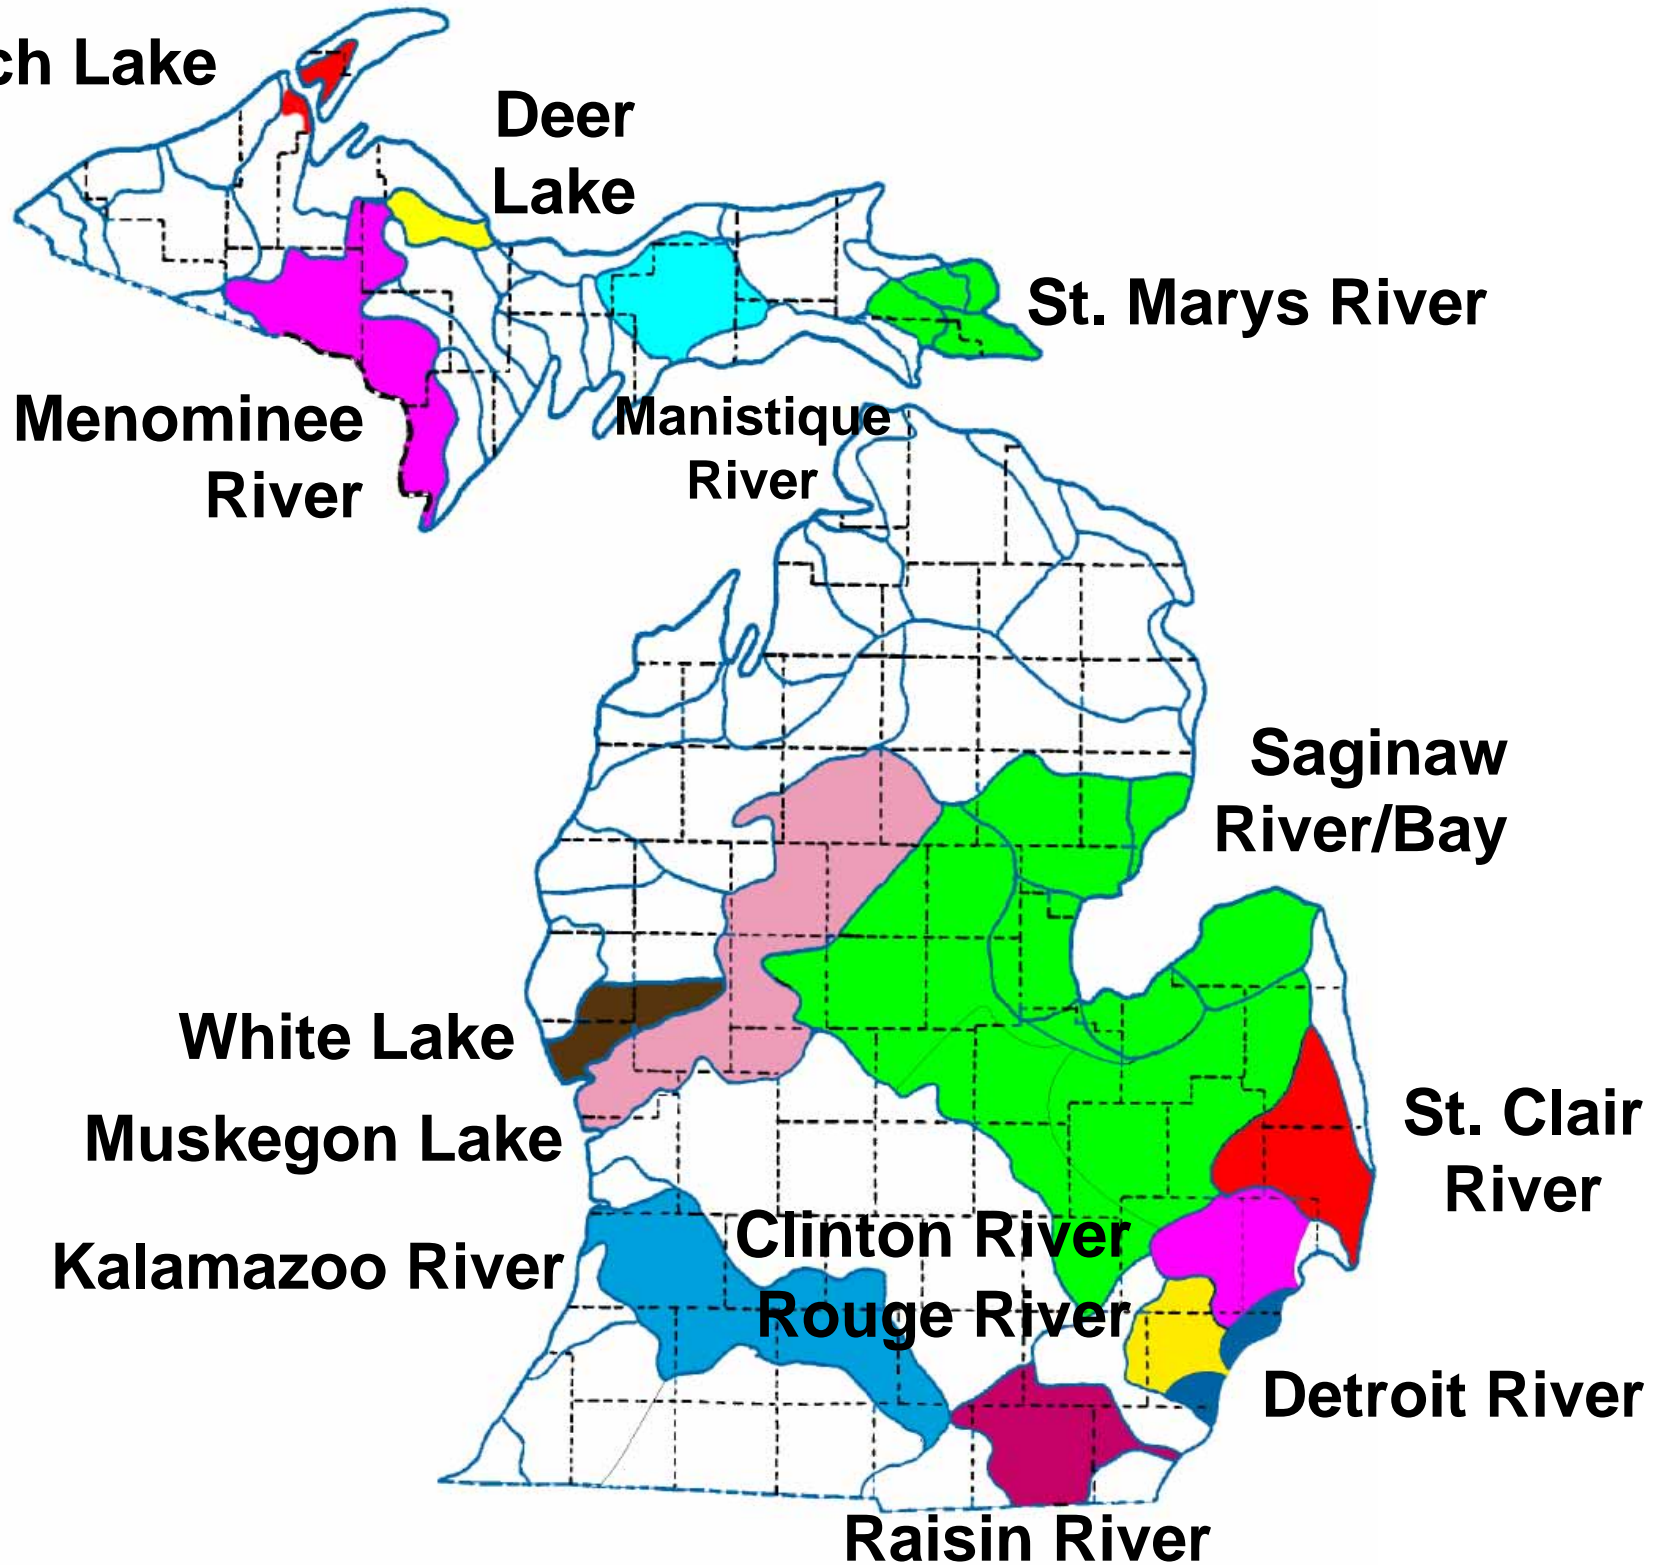 ch Lake
Deer
Lake
St. Marys River
Menominee
River
Manistique
River
Saginaw
River/Bay
White Lake
Muskegon Lake
St. Clair
River
Kalamazoo River
Clinton River
Rouge River
Detroit River
Raisin River